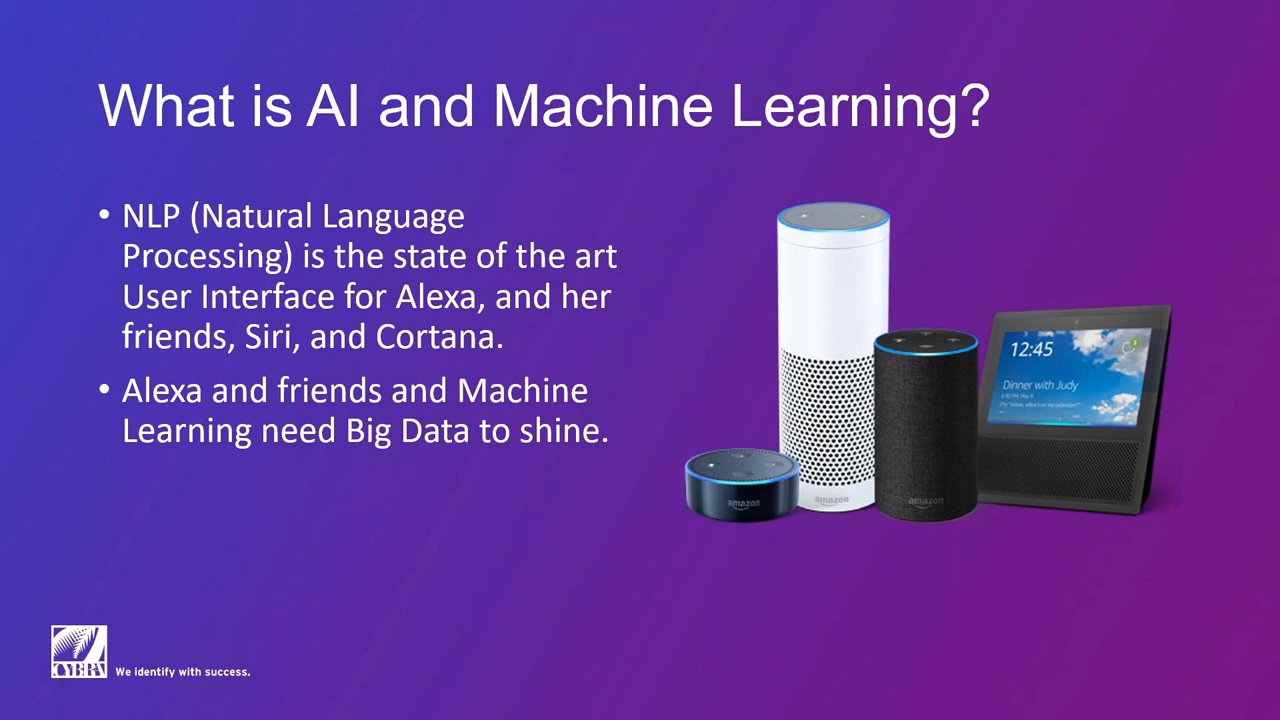 What is AI and Machine Learning?
• NLP (Natural Language
Processing) is the state of the art
User Interface for Alexa, and her
friends, Siri, and Cortana.
• Alexa and friends and Machine
Learning need Big Data to shine.
12:45
Dinner with Judy
amazon
amazon
amazon
CYBRA
We identify with success.